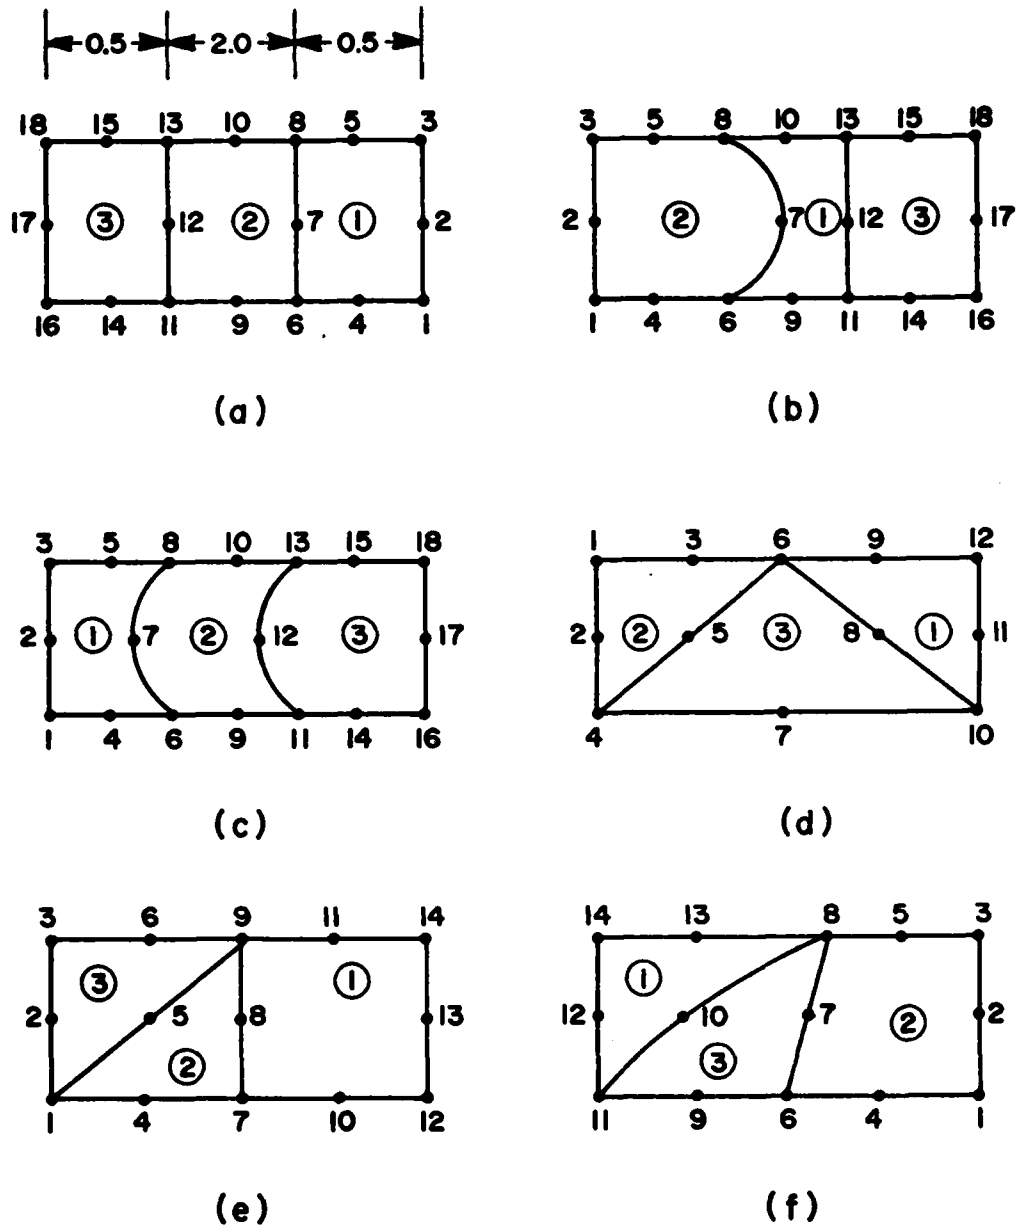 0.5 2.0 0.5
18 15 13 10 8 5 3
17 3 12 2 7 1 2
16 14 11 9 6 4 1
(a)
3 5 8 10 13 15 18
2 2 7 1 12 3 17
1 4 6 9 11 14 16
(b)
3 5 8 10 13 15 18
2 1 7 2 12 3 17
1 4 6 9 11 14 16
(c)
1 3 6 9 12
2 2 5 3 8 1 11
4 7 10
(d)
3 6 9 11 14
3 1
2 5 8 13
2
1 4 7 10 12
(e)
14 13 8 5 3
1
12 10 7 2 2
3
11 9 6 4 1
(f)